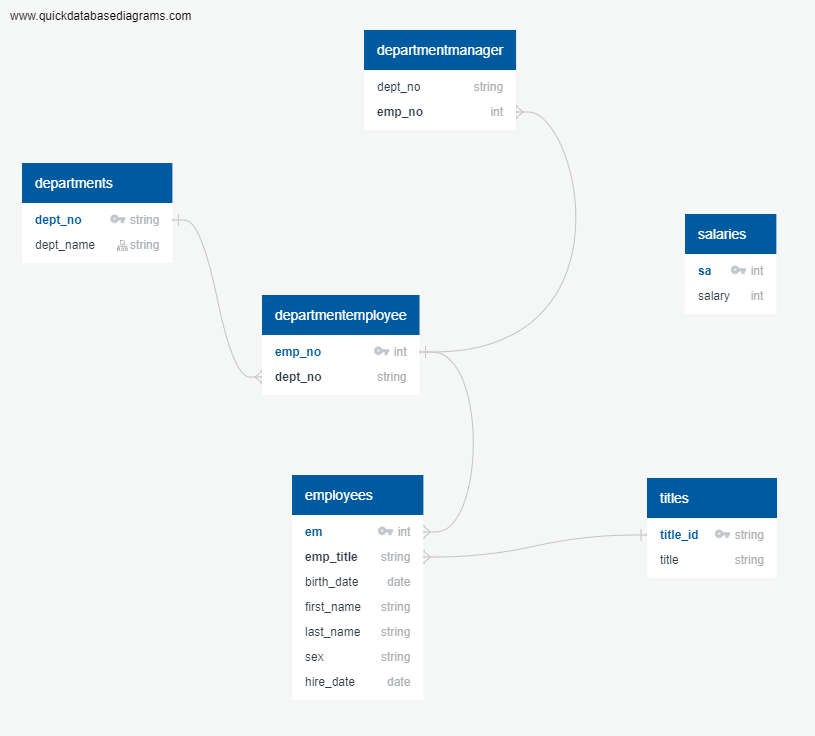 www.quickdatabasediagrams.com
departmentmanager
dept_no string
emp_no int
departments
dept_no string
dept_name string
salaries
sa int
salary int
departmentemployee
emp_no int
dept_no string
employees
em int
emp_title string
birth_date date
first_name string
last_name string
sex string
hire_date date
titles
title_id string
title string